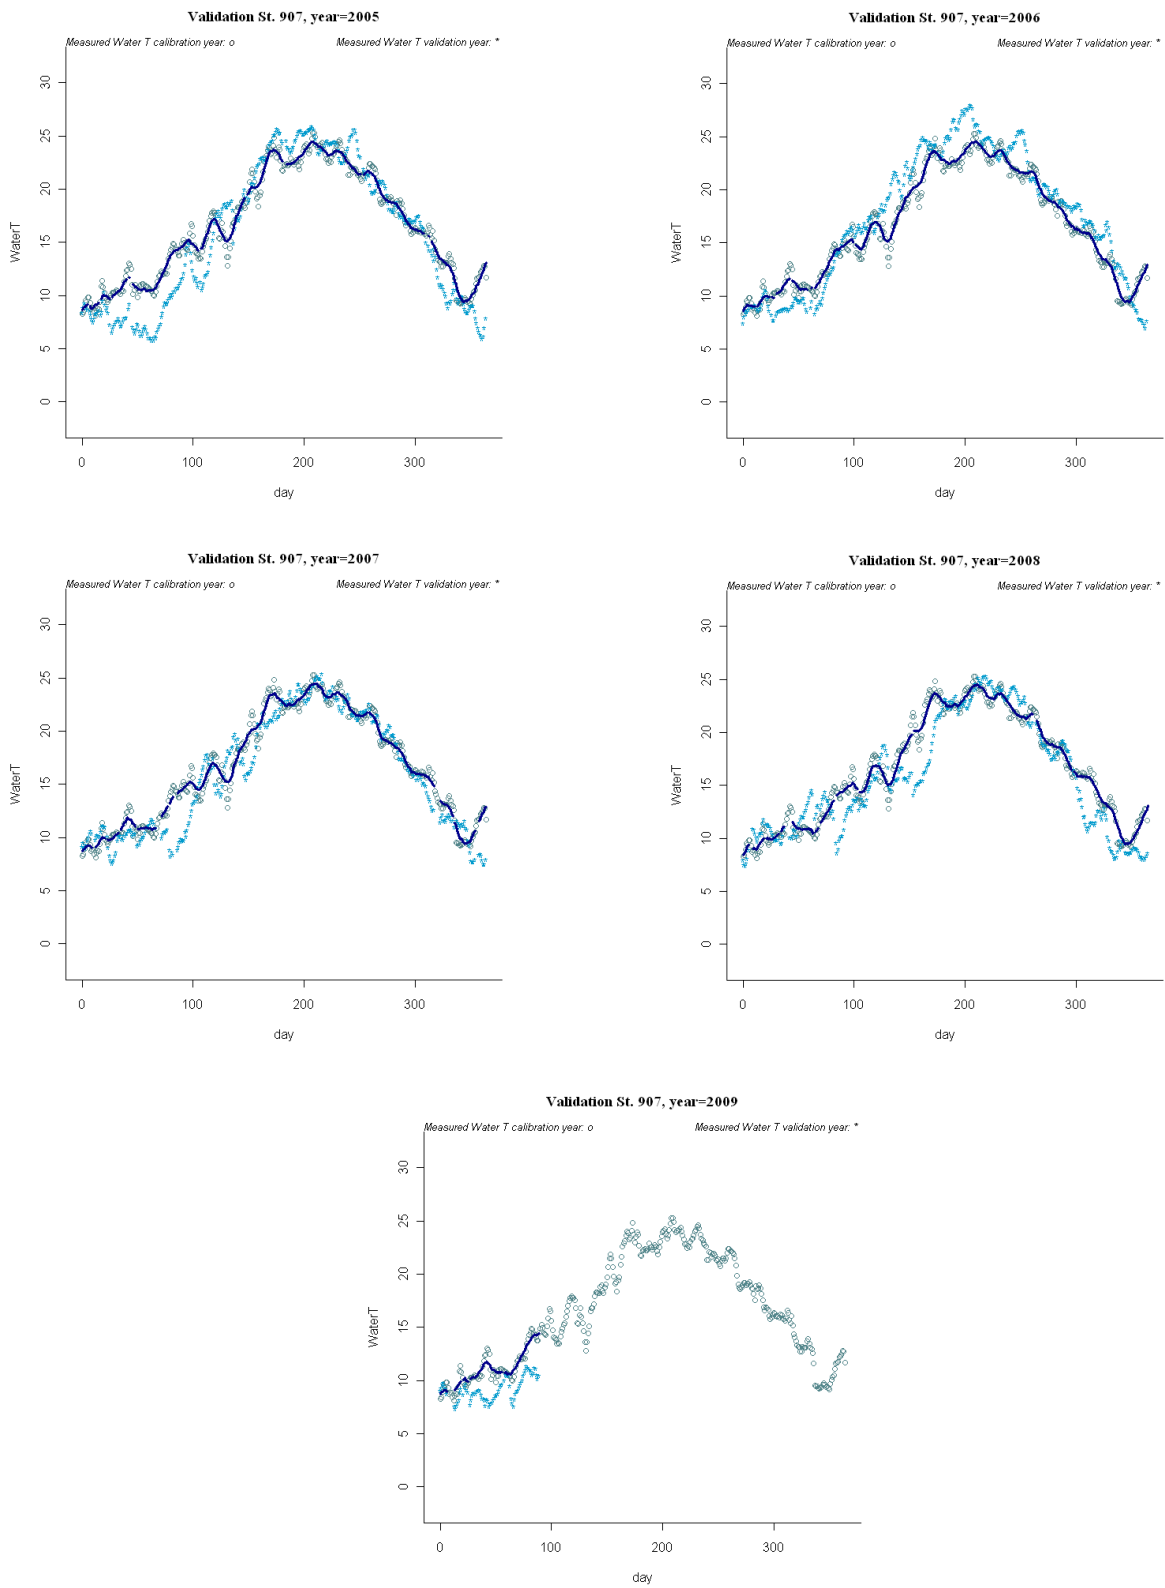 Validation St. 907, year=2005
Measured Water T calibration year: o Measured Water T validation year: *
30
25
20
15
10
5
0
WaterT
0 100 200 300
day
Validation St. 907, year=2006
Measured Water T calibration year: o Measured Water T validation year: *
30
25
20
15
10
5
0
WaterT
0 100 200 300
day
Validation St. 907, year=2007
Measured Water T calibration year: o Measured Water T validation year: *
30
25
20
15
10
5
0
WaterT
0 100 200 300
day
Validation St. 907, year=2008
Measured Water T calibration year: o Measured Water T validation year: *
30
25
20
15
10
5
0
WaterT
0 100 200 300
day
Validation St. 907, year=2009
Measured Water T calibration year: o Measured Water T validation year: *
30
25
20
15
10
5
0
WaterT
0 100 200 300
day